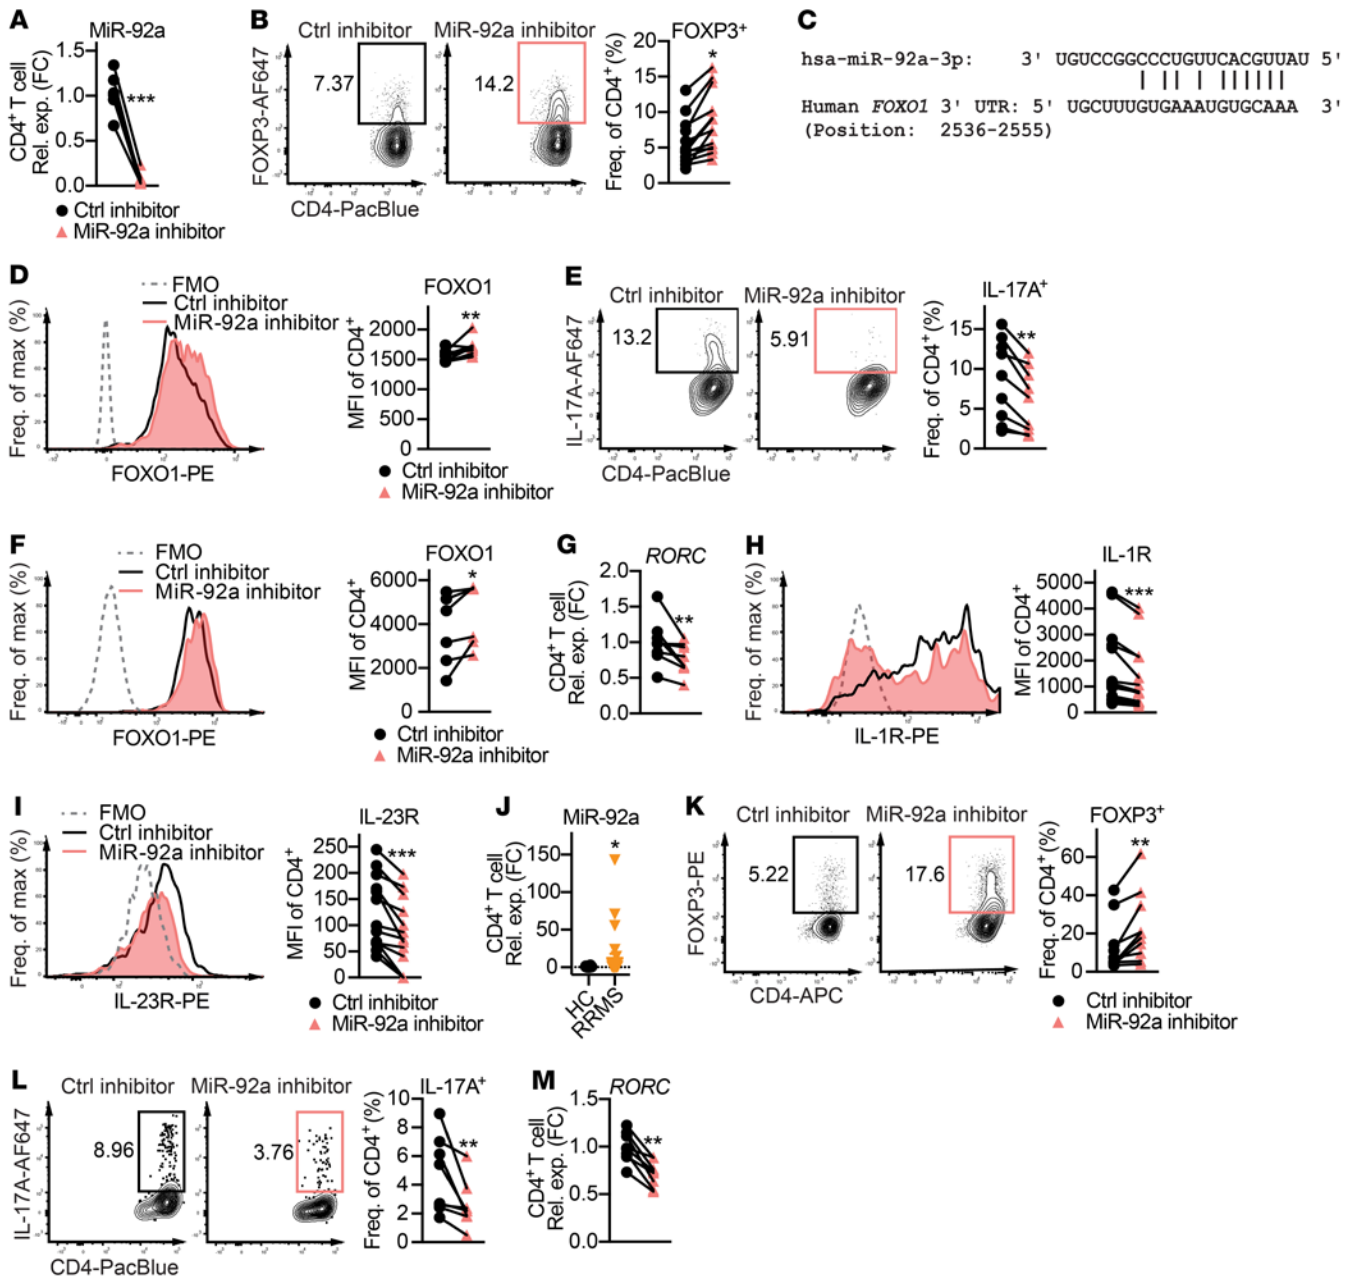 A
MiR-92a
CD4+ T cell
Rel. exp. (FC)
1.5
1.0
0.5
0.0
***
Ctrl inhibitor
MiR-92a inhibitor
B
Ctrl inhibitor
MiR-92a inhibitor
7.37
14.2
FOXP3-AF647
CD4-PacBlue
FOXP3+
Freq. of CD4+ (%)
20
15
10
5
0
*
C
hsa-miR-92a-3p: 3' UGUCCGGCCCUGUUCACGUUAU 5'
Human FOXO1 3' UTR: 5' UGCUUUGUGAAAUGUGCAAA 3'
(Position: 2536-2555)
D
FMO
Ctrl inhibitor
MiR-92a inhibitor
Freq. of max (%)
FOXO1-PE
FOXO1
MFI of CD4+
2000
1500
1000
500
0
**
Ctrl inhibitor
MiR-92a inhibitor
E
Ctrl inhibitor
MiR-92a inhibitor
13.2
5.91
IL-17A-AF647
CD4-PacBlue
IL-17A+
Freq. of CD4+ (%)
15
10
5
0
**
F
FMO
Ctrl inhibitor
MiR-92a inhibitor
Freq. of max (%)
FOXO1-PE
FOXO1
MFI of CD4+
6000
4000
2000
0
*
Ctrl inhibitor
MiR-92a inhibitor
G
RORC
CD4+ T cell
Rel. exp. (FC)
2.0
1.5
1.0
0.5
0.0
**
H
Freq. of max (%)
IL-1R-PE
IL-1R
MFI of CD4+
5000
4000
3000
2000
1000
0
***
I
FMO
Ctrl inhibitor
MiR-92a inhibitor
Freq. of max (%)
IL-23R-PE
IL-23R
MFI of CD4+
250
200
150
100
50
0
***
Ctrl inhibitor
MiR-92a inhibitor
J
MiR-92a
CD4+ T cell
Rel. exp. (FC)
150
100
50
0
*
HC
RRMS
K
Ctrl inhibitor
MiR-92a inhibitor
5.22
17.6
FOXP3-PE
CD4-APC
FOXP3+
Freq. of CD4+ (%)
60
40
20
0
**
Ctrl inhibitor
MiR-92a inhibitor
L
Ctrl inhibitor
MiR-92a inhibitor
8.96
3.76
IL-17A-AF647
CD4-PacBlue
IL-17A+
Freq. of CD4+ (%)
10
8
6
4
2
0
**
M
RORC
CD4+ T cell
Rel. exp. (FC)
1.5
1.0
0.5
0.0
**